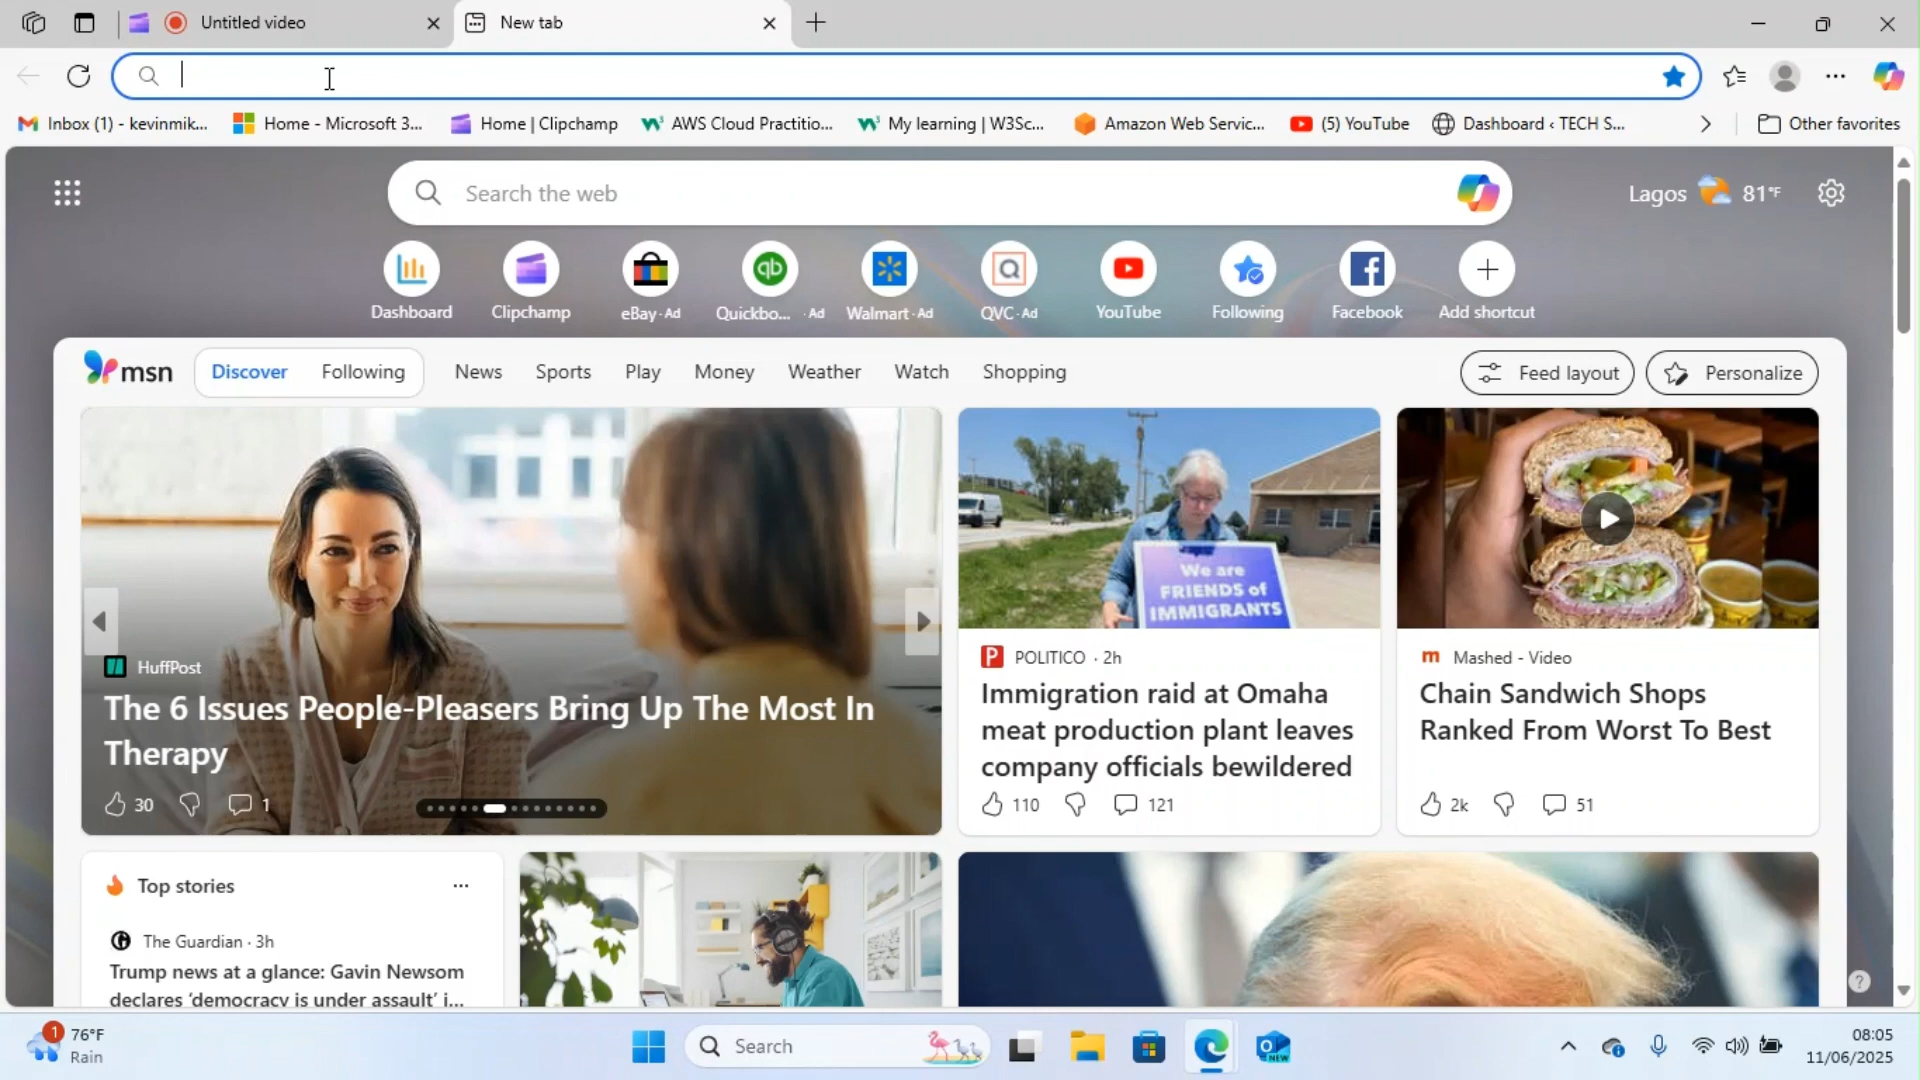 Untitled video
New tab
Inbox (1) - kevinmik...
Home - Microsoft 3...
Home | Clipchamp
AWS Cloud Practitio...
My learning | W3Sc...
Amazon Web Servic...
(5) YouTube
Dashboard ‹ TECH S...
Other favorites
Search the web
Lagos
81°F
Dashboard
Clipchamp
eBay · Ad
Quickbo... · Ad
Walmart · Ad
QVC · Ad
YouTube
Following
Facebook
Add shortcut
msn
Discover
Following
News
Sports
Play
Money
Weather
Watch
Shopping
Feed layout
Personalize
HuffPost
The 6 Issues People-Pleasers Bring Up The Most In
Therapy
30
1
We are
FRIENDS of
IMMIGRANTS
POLITICO · 2h
Immigration raid at Omaha
meat production plant leaves
company officials bewildered
110
121
Mashed - Video
Chain Sandwich Shops
Ranked From Worst To Best
2k
51
Top stories
The Guardian · 3h
Trump news at a glance: Gavin Newsom
declares ‘democracy is under assault’ i...
1
76°F
Rain
Search
NEW
08:05
11/06/2025